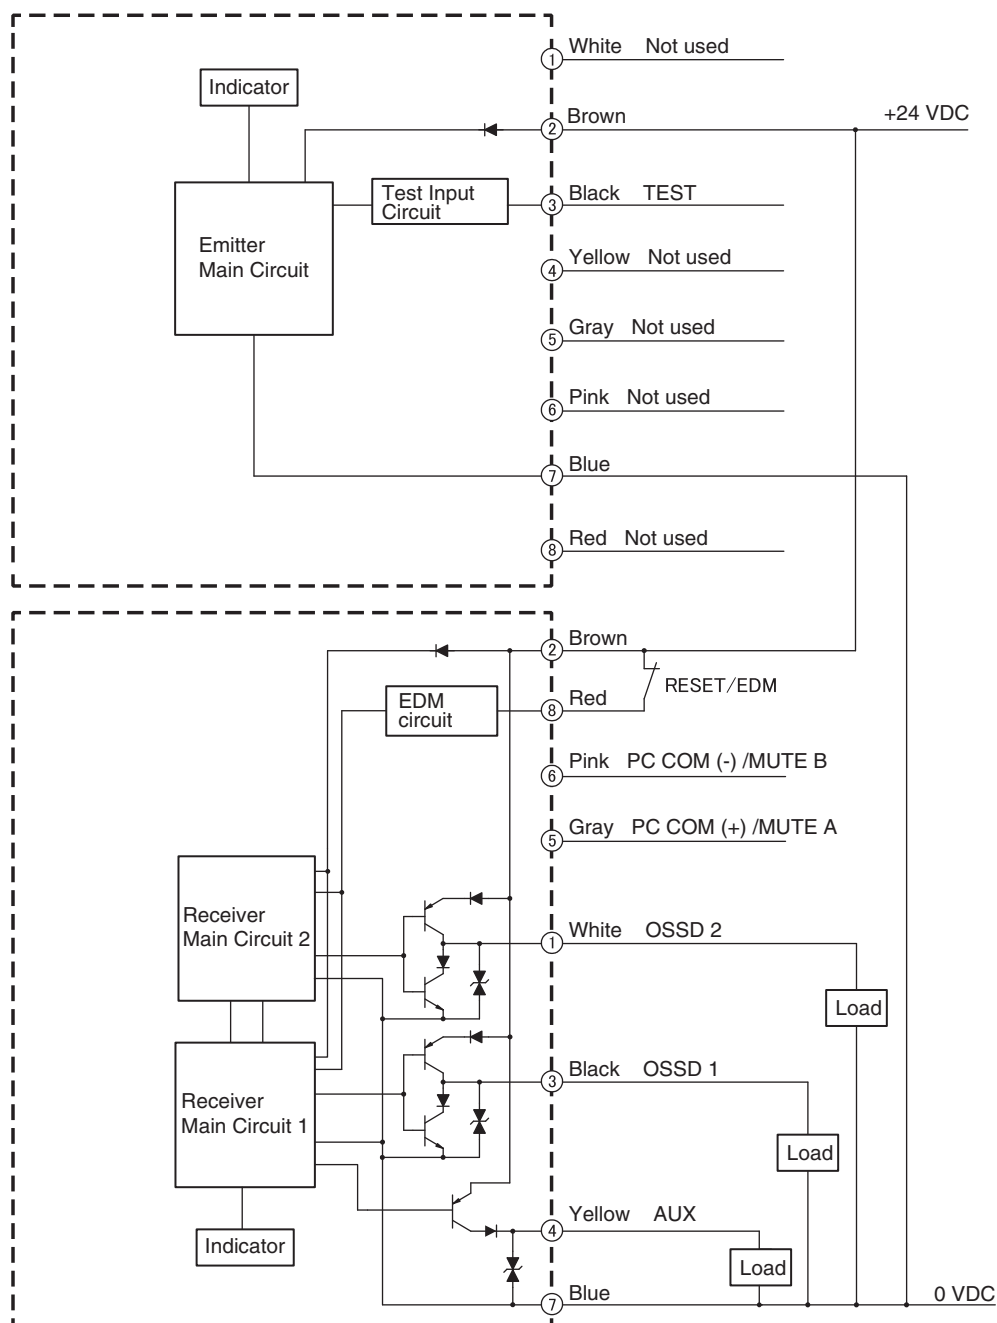 ① White Not used
Indicator
② Brown
+24 VDC
Test Input
Circuit
③ Black TEST
Emitter
Main Circuit
④ Yellow Not used
⑤ Gray Not used
⑥ Pink Not used
⑦ Blue
⑧ Red Not used
② Brown
RESET/EDM
EDM
circuit
⑧ Red
⑥ Pink PC COM (-) /MUTE B
⑤ Gray PC COM (+) /MUTE A
Receiver
Main Circuit 2
① White OSSD 2
Load
③ Black OSSD 1
Receiver
Main Circuit 1
Load
④ Yellow AUX
Indicator
Load
⑦ Blue
0 VDC